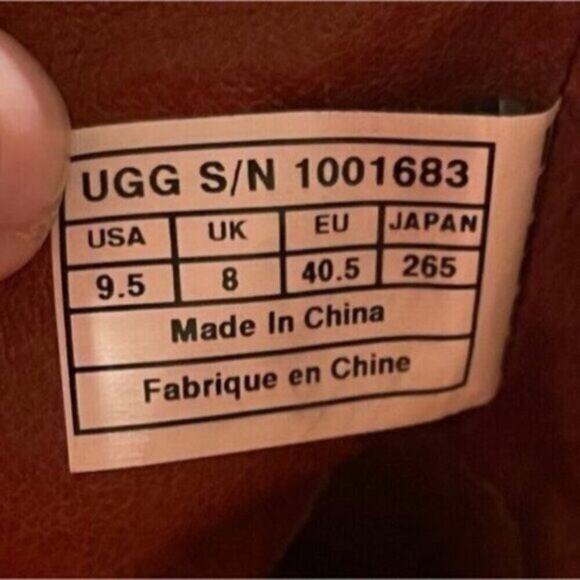 UGG S/N 1001683
USA UK EU JAPAN
9.5 8 40.5 265
Made In China
Fabrique en Chine